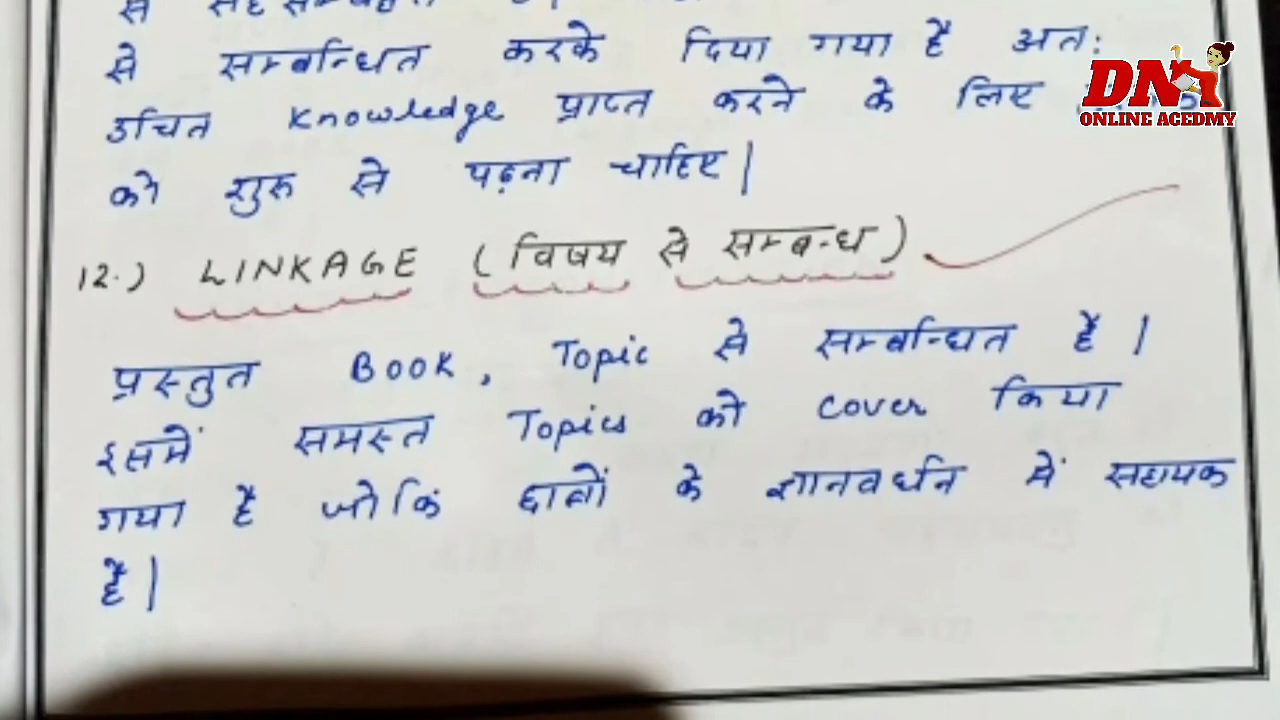 से सम्बन्धित करके दिया गया है अतः
उचित Knowledge प्राप्त करने के लिए
को शुरू से पढ़ना चाहिए|
12.) LINKAGE (विषय से सम्बन्ध)
प्रस्तुत BOOK, Topic से सम्बन्धित है|
इसमें समस्त Topics को cover किया
गया है जोकि छात्रों के ज्ञानवर्धन में सहायक
है|
DNA
ONLINE ACEDMY